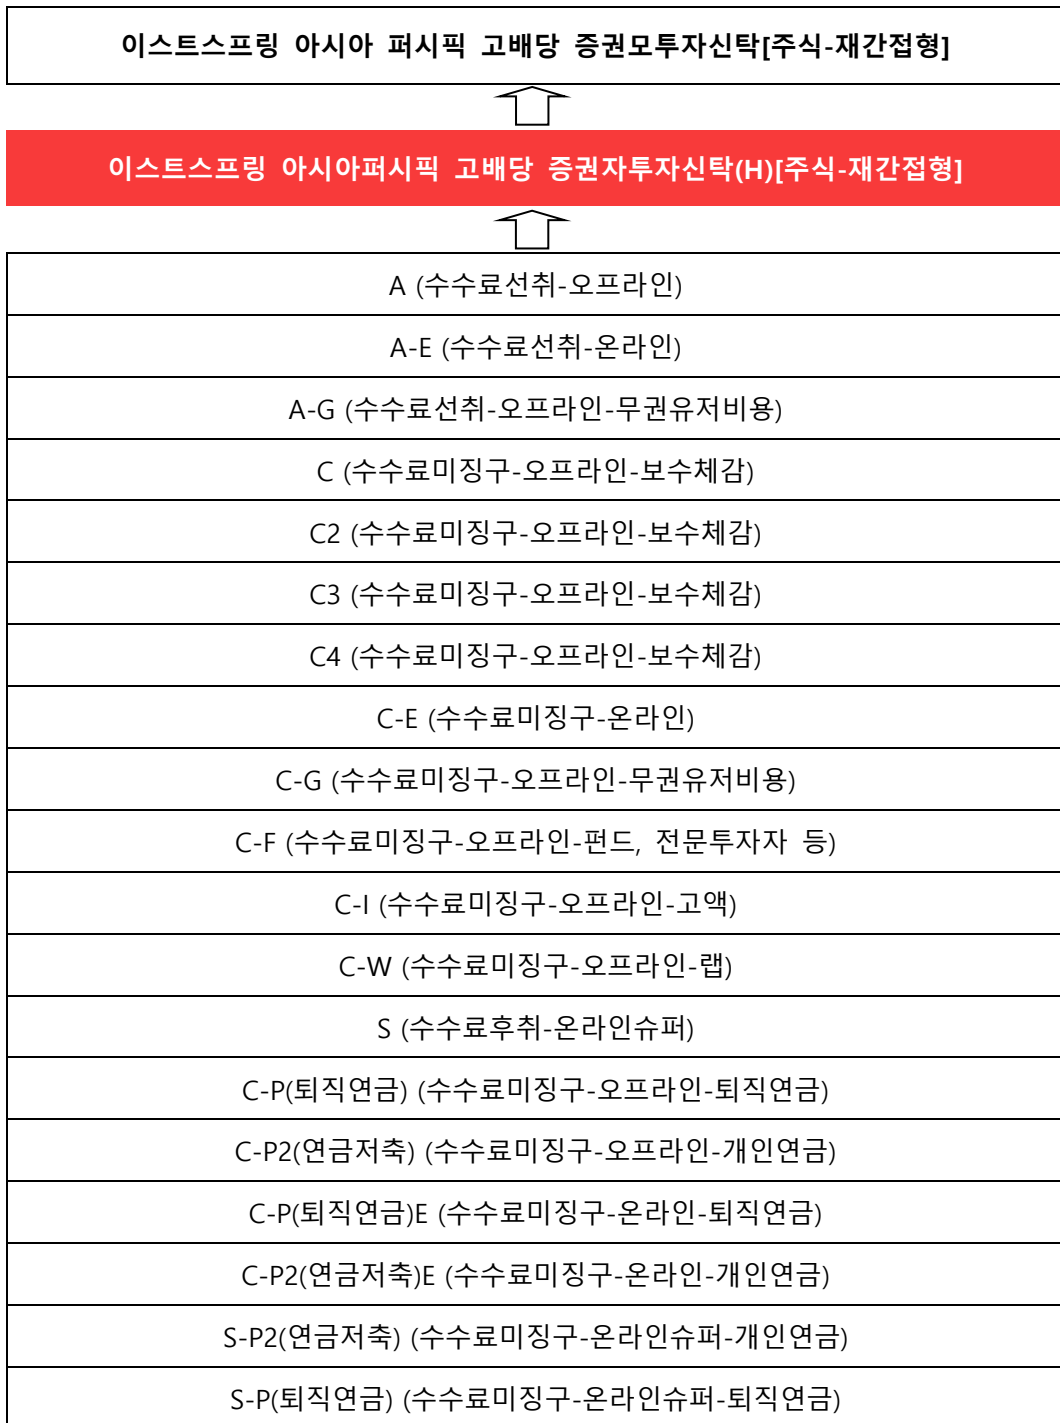 이스트스프링 아시아 퍼시픽 고배당 증권모투자신탁[주식-재간접형]
이스트스프링 아시아퍼시픽 고배당 증권자투자신탁(H)[주식-재간접형]
A (수수료선취-오프라인)
A-E (수수료선취-온라인)
A-G (수수료선취-오프라인-무권유저비용)
C (수수료미징구-오프라인-보수체감)
C2 (수수료미징구-오프라인-보수체감)
C3 (수수료미징구-오프라인-보수체감)
C4 (수수료미징구-오프라인-보수체감)
C-E (수수료미징구-온라인)
C-G (수수료미징구-오프라인-무권유저비용)
C-F (수수료미징구-오프라인-펀드, 전문투자자 등)
C-I (수수료미징구-오프라인-고액)
C-W (수수료미징구-오프라인-랩)
S (수수료후취-온라인슈퍼)
C-P(퇴직연금) (수수료미징구-오프라인-퇴직연금)
C-P2(연금저축) (수수료미징구-오프라인-개인연금)
C-P(퇴직연금)E (수수료미징구-온라인-퇴직연금)
C-P2(연금저축)E (수수료미징구-온라인-개인연금)
S-P2(연금저축) (수수료미징구-온라인슈퍼-개인연금)
S-P(퇴직연금) (수수료미징구-온라인슈퍼-퇴직연금)